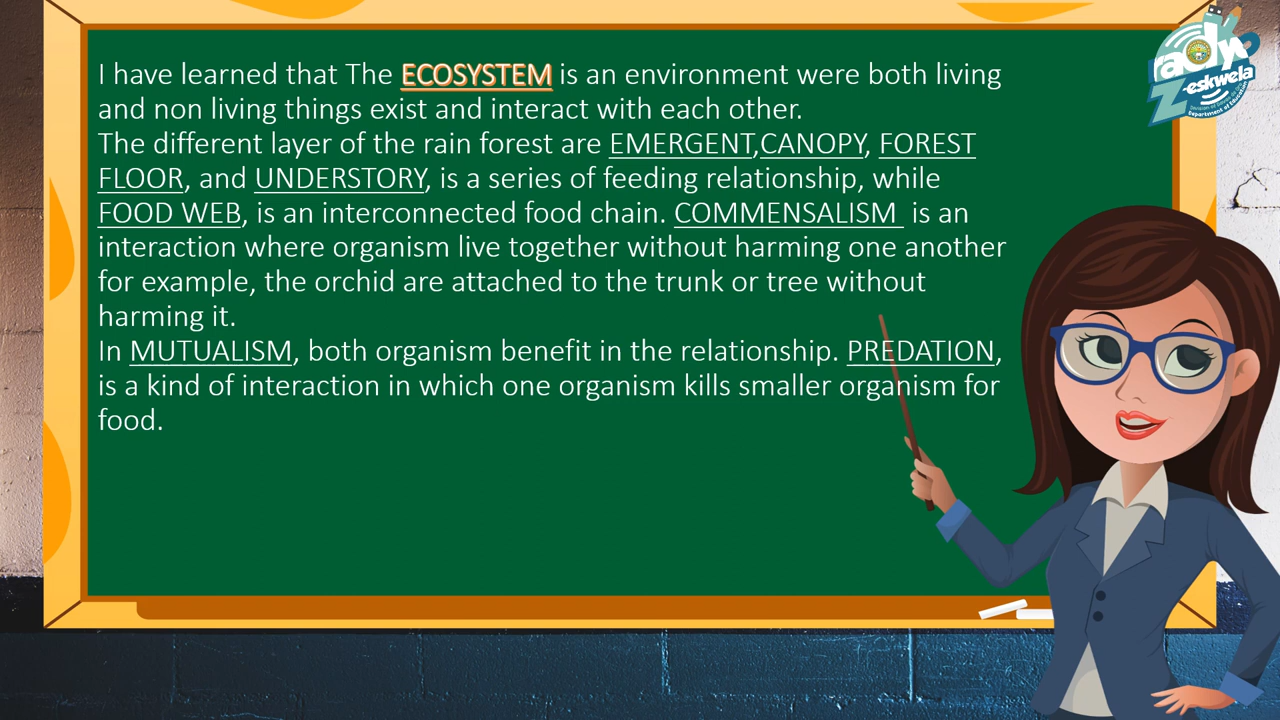 I have learned that The ECOSYSTEM is an environment were both living
and non living things exist and interact with each other.
The different layer of the rain forest are EMERGENT,CANOPY, FOREST
FLOOR, and UNDERSTORY, is a series of feeding relationship, while
FOOD WEB, is an interconnected food chain. COMMENSALISM is an
interaction where organism live together without harming one another
for example, the orchid are attached to the trunk or tree without
harming it.
In MUTUALISM, both organism benefit in the relationship. PREDATION,
is a kind of interaction in which one organism kills smaller organism for
food.
Z-eskwela
Department of Education